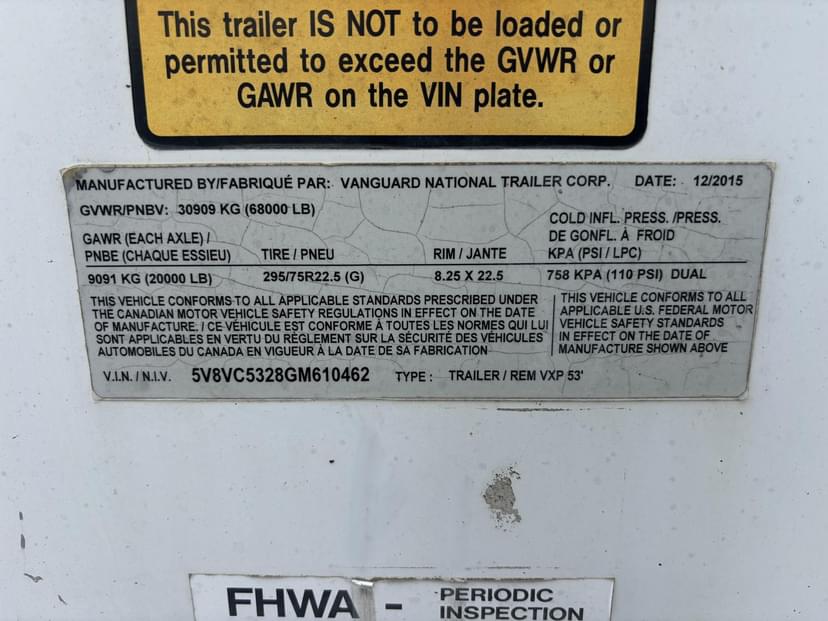 This trailer IS NOT to be loaded or
permitted to exceed the GVWR or
GAWR on the VIN plate.
MANUFACTURED BY/FABRIQUÉ PAR: VANGUARD NATIONAL TRAILER CORP. DATE: 12/2015
GVWR/PNBV: 30909 KG (68000 LB)
COLD INFL. PRESS. /PRESS.
DE GONFL. À FROID
GAWR (EACH AXLE) /
PNBE (CHAQUE ESSIEU) TIRE / PNEU RIM / JANTE KPA (PSI / LPC)
9091 KG (20000 LB) 295/75R22.5 (G) 8.25 X 22.5 758 KPA (110 PSI) DUAL
THIS VEHICLE CONFORMS TO ALL APPLICABLE STANDARDS PRESCRIBED UNDER
THE CANADIAN MOTOR VEHICLE SAFETY REGULATIONS IN EFFECT ON THE DATE
OF MANUFACTURE. / CE VÉHICULE EST CONFORME À TOUTES LES NORMES QUI LUI
SONT APPLICABLES EN VERTU DU RÈGLEMENT SUR LA SÉCURITÉ DES VÉHICULES
AUTOMOBILES DU CANADA EN VIGUEUR À LA DATE DE SA FABRICATION
THIS VEHICLE CONFORMS TO ALL
APPLICABLE U.S. FEDERAL MOTOR
VEHICLE SAFETY STANDARDS
IN EFFECT ON THE DATE OF
MANUFACTURE SHOWN ABOVE
V.I.N. / N.I.V. 5V8VC5328GM610462 TYPE : TRAILER / REM VXP 53'
FHWA - PERIODIC
INSPECTION